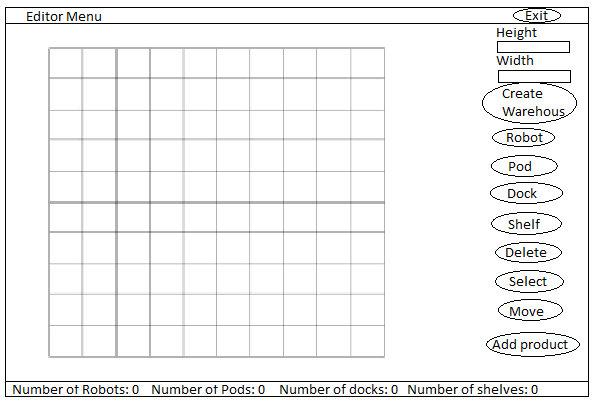 Editor Menu Exit
Height
Width
Create
Warehous
Robot
Pod
Dock
Shelf
Delete
Select
Move
Add product
Number of Robots: 0 Number of Pods: 0 Number of docks: 0 Number of shelves: 0